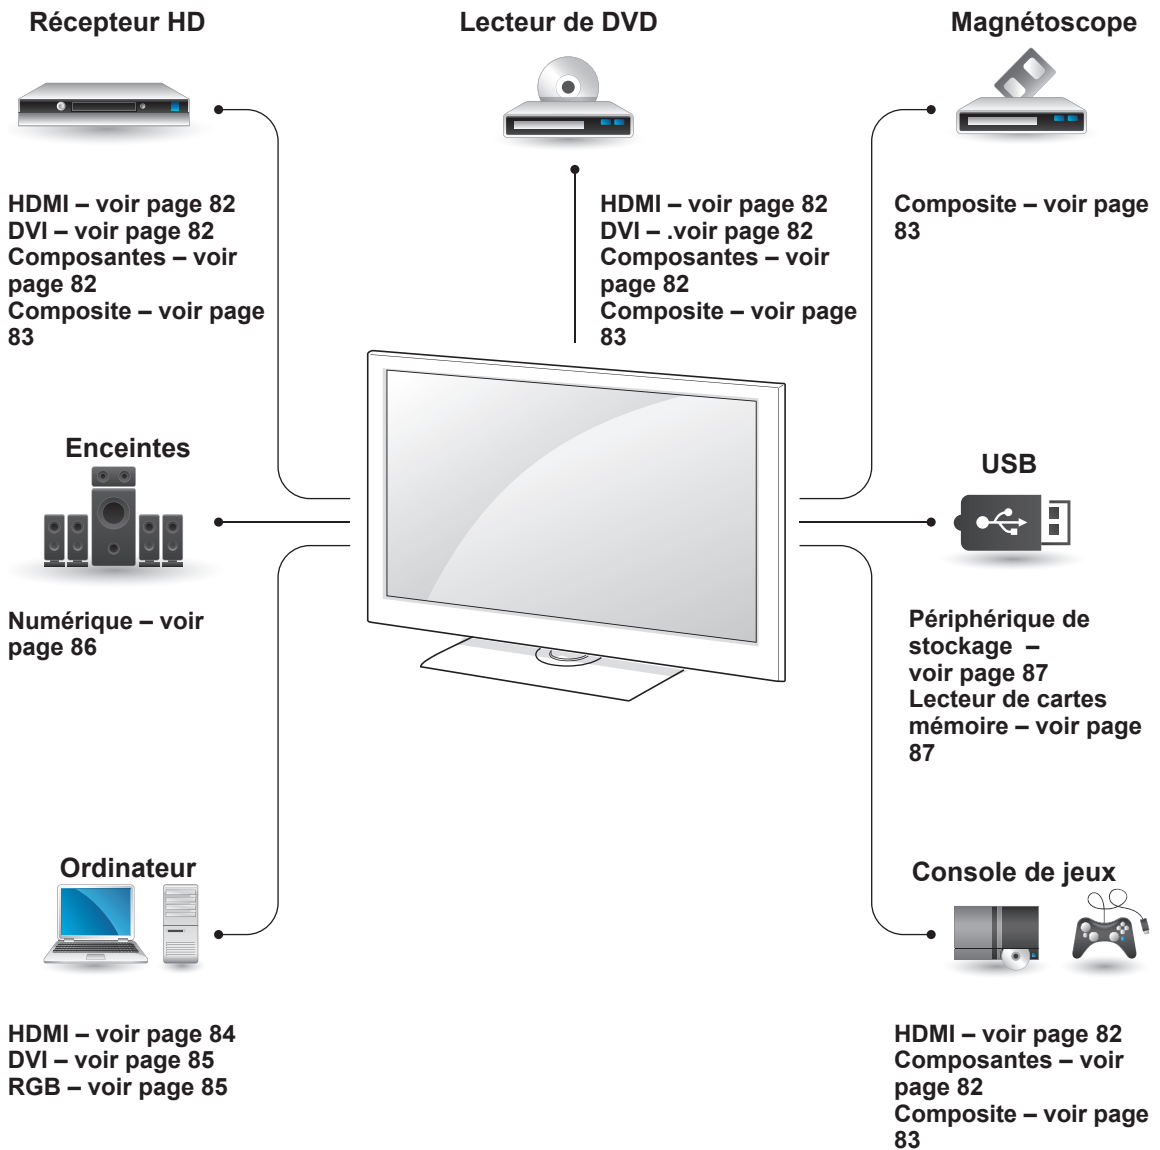 Récepteur HD
HDMI – voir page 82
DVI – voir page 82
Composantes – voir
page 82
Composite – voir page
83
Lecteur de DVD
HDMI – voir page 82
DVI – .voir page 82
Composantes – voir
page 82
Composite – voir page
83
Magnétoscope
Composite – voir page
83
Enceintes
Numérique – voir
page 86
USB
Périphérique de
stockage –
voir page 87
Lecteur de cartes
mémoire – voir page
87
Ordinateur
HDMI – voir page 84
DVI – voir page 85
RGB – voir page 85
Console de jeux
HDMI – voir page 82
Composantes – voir
page 82
Composite – voir page
83